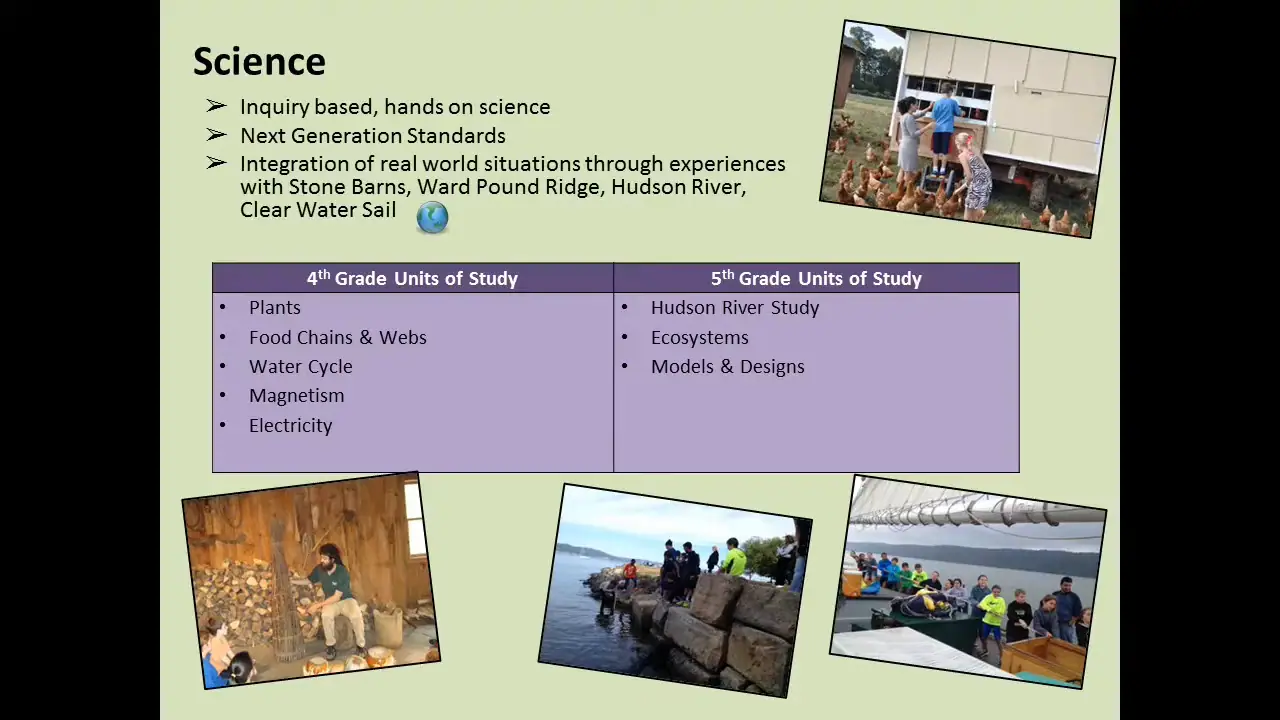 Science
➢ Inquiry based, hands on science
➢ Next Generation Standards
➢ Integration of real world situations through experiences
with Stone Barns, Ward Pound Ridge, Hudson River,
Clear Water Sail
4th Grade Units of Study
• Plants
• Food Chains & Webs
• Water Cycle
• Magnetism
• Electricity
5th Grade Units of Study
• Hudson River Study
• Ecosystems
• Models & Designs